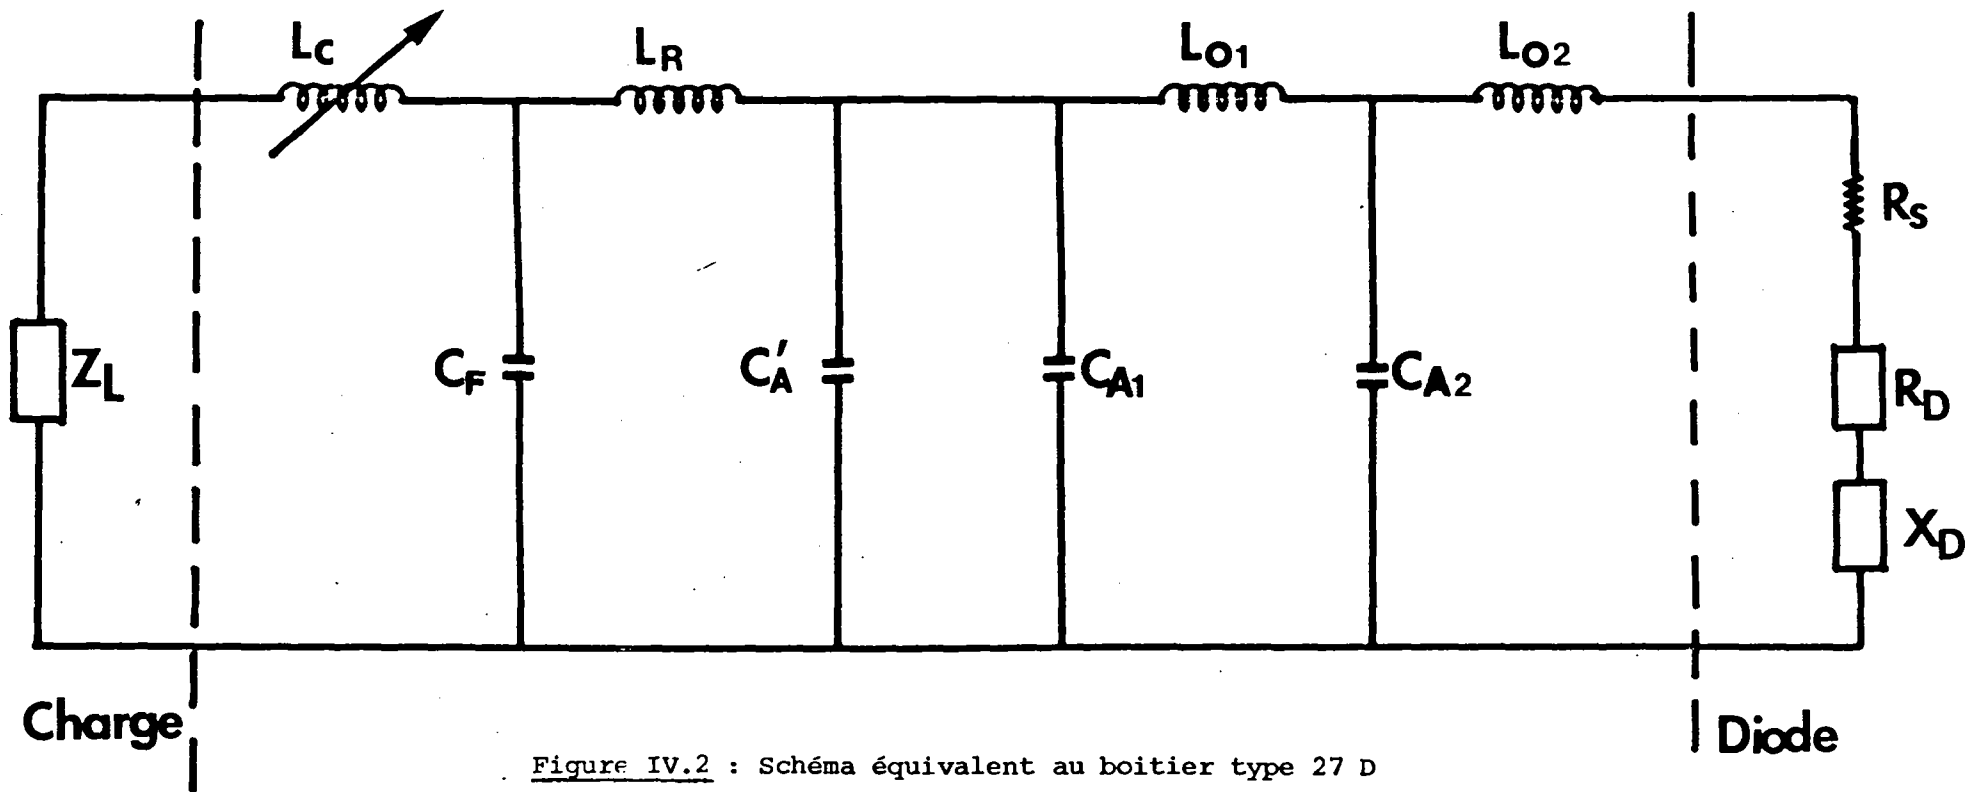 LC
LR
LO1
LO2
RS
ZL
CF
C'A
CA1
CA2
RD
XD
Charge
Diode
Figure IV.2 : Schéma équivalent au boitier type 27 D